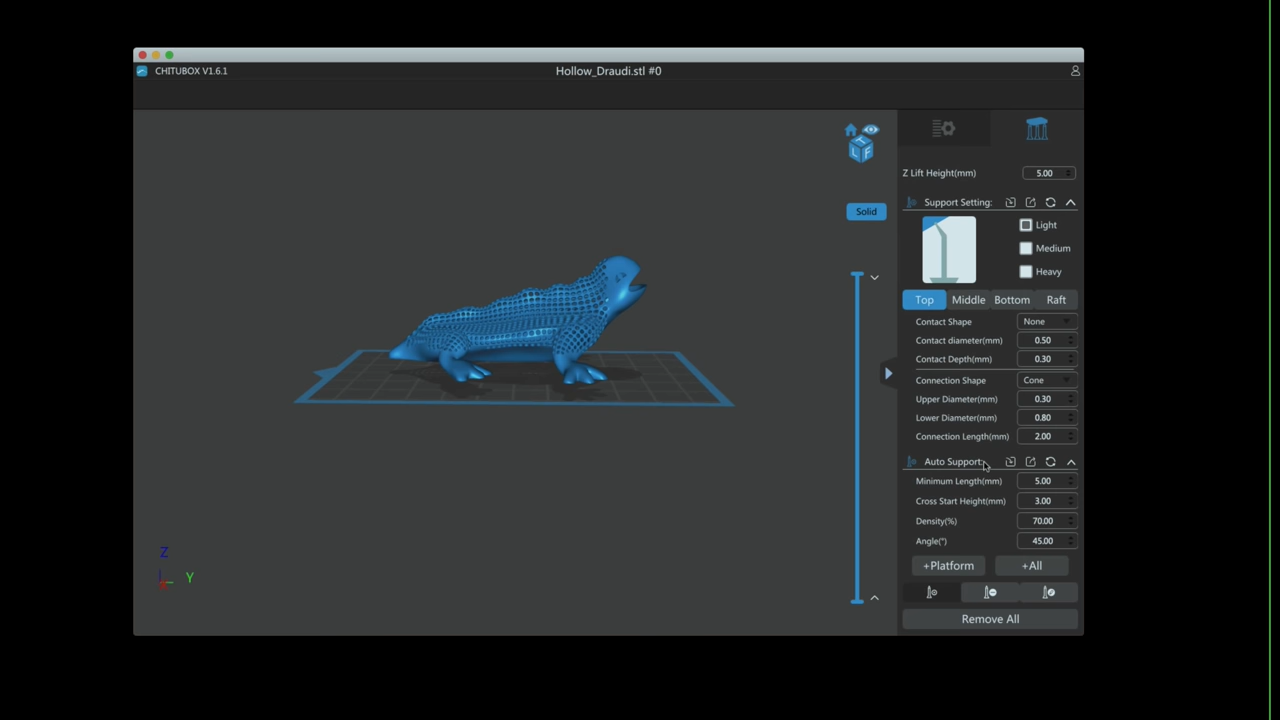 CHITUBOX V1.6.1
Hollow_Draudi.stl #0
Z Lift Height(mm) 5.00
Support Setting:
Solid
Light
Medium
Heavy
Top Middle Bottom Raft
Contact Shape None
Contact diameter(mm) 0.50
Contact Depth(mm) 0.30
Connection Shape Cone
Upper Diameter(mm) 0.30
Lower Diameter(mm) 0.80
Connection Length(mm) 2.00
Auto Support:
Minimum Length(mm) 5.00
Cross Start Height(mm) 3.00
Density(%) 70.00
Angle(°) 45.00
+Platform +All
Remove All
Z
Y
L F